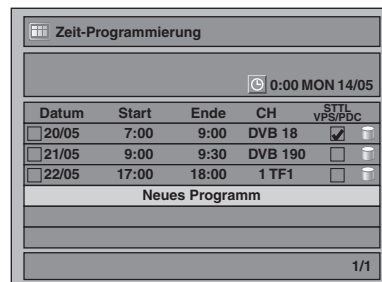 Zeit-Programmierung
0:00 MON 14/05
Datum Start Ende CH STTL VPS/PDC
20/05 7:00 9:00 DVB 18
21/05 9:00 9:30 DVB 190
22/05 17:00 18:00 1 TF1
Neues Programm
1/1